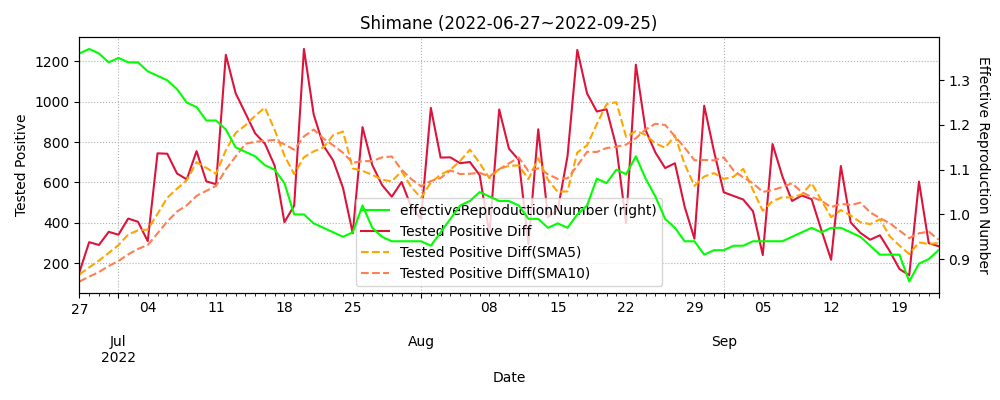 Shimane (2022-06-27~2022-09-25)
Tested Positive
1200
1000
800
600
400
200
1.3
1.2
1.1
1.0
0.9
Effective Reproduction Number
effectiveReproductionNumber (right)
Tested Positive Diff
Tested Positive Diff(SMA5)
Tested Positive Diff(SMA10)
27 04 11 18 25 08 15 22 29 05 12 19
Jul Aug Sep
2022
Date